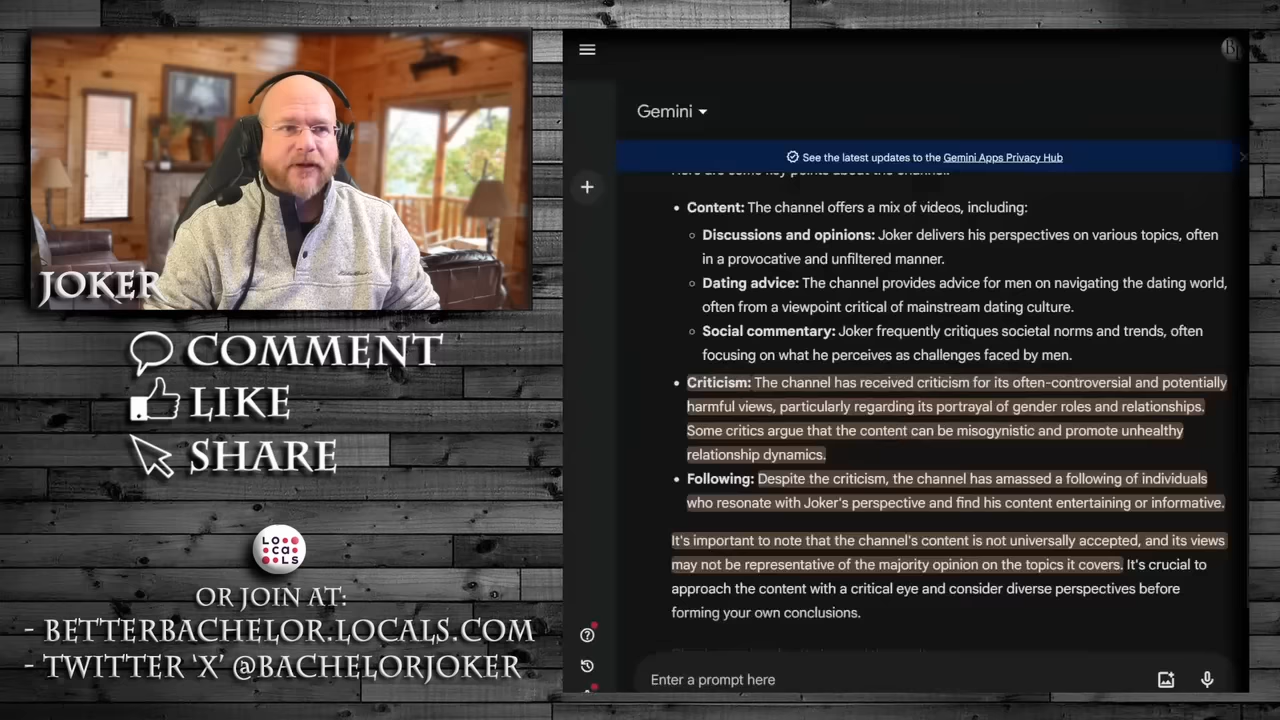 JOKER
COMMENT
LIKE
SHARE
LOCALS
OR JOIN AT:
- BETTERBACHELOR.LOCALS.COM
- TWITTER 'X' @BACHELORJOKER
Gemini
See the latest updates to the Gemini Apps Privacy Hub
Here are some key points about the channel:
• Content: The channel offers a mix of videos, including:
Discussions and opinions: Joker delivers his perspectives on various topics, often
in a provocative and unfiltered manner.
Dating advice: The channel provides advice for men on navigating the dating world,
often from a viewpoint critical of mainstream dating culture.
Social commentary: Joker frequently critiques societal norms and trends, often
focusing on what he perceives as challenges faced by men.
• Criticism: The channel has received criticism for its often-controversial and potentially
harmful views, particularly regarding its portrayal of gender roles and relationships.
Some critics argue that the content can be misogynistic and promote unhealthy
relationship dynamics.
• Following: Despite the criticism, the channel has amassed a following of individuals
who resonate with Joker's perspective and find his content entertaining or informative.
It's important to note that the channel's content is not universally accepted, and its views
may not be representative of the majority opinion on the topics it covers. It's crucial to
approach the content with a critical eye and consider diverse perspectives before
forming your own conclusions.
Enter a prompt here